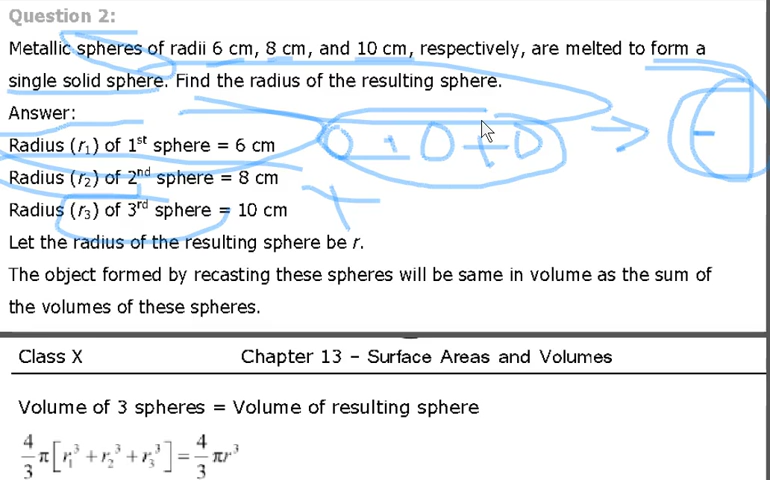 Question 2:
Metallic spheres of radii 6 cm, 8 cm, and 10 cm, respectively, are melted to form a
single solid sphere. Find the radius of the resulting sphere.
Answer:
Radius (r₁) of 1ˢᵗ sphere = 6 cm
Radius (r₂) of 2ⁿᵈ sphere = 8 cm
Radius (r₃) of 3ʳᵈ sphere = 10 cm
Let the radius of the resulting sphere be r.
The object formed by recasting these spheres will be same in volume as the sum of
the volumes of these spheres.
Class X Chapter 13 – Surface Areas and Volumes
Volume of 3 spheres = Volume of resulting sphere
4/3 π[r₁³ + r₂³ + r₃³] = 4/3 πr³